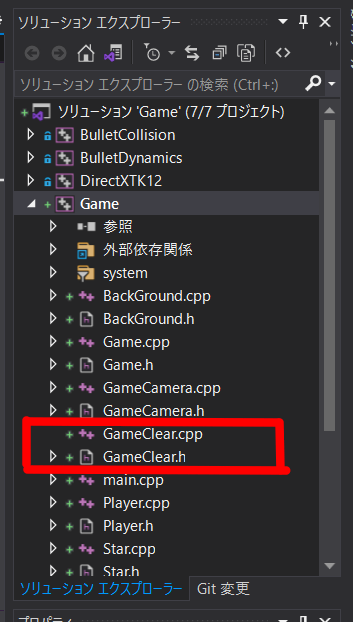 ソリューション エクスプローラー
ソリューション エクスプローラー の検索 (Ctrl+:)
ソリューション 'Game' (7/7 プロジェクト)
BulletCollision
BulletDynamics
DirectXTK12
Game
参照
外部依存関係
system
BackGround.cpp
BackGround.h
Game.cpp
Game.h
GameCamera.cpp
GameCamera.h
GameClear.cpp
GameClear.h
main.cpp
Player.cpp
Player.h
Star.cpp
Star.h
ソリューション エクスプローラー Git 変更
プロパティ